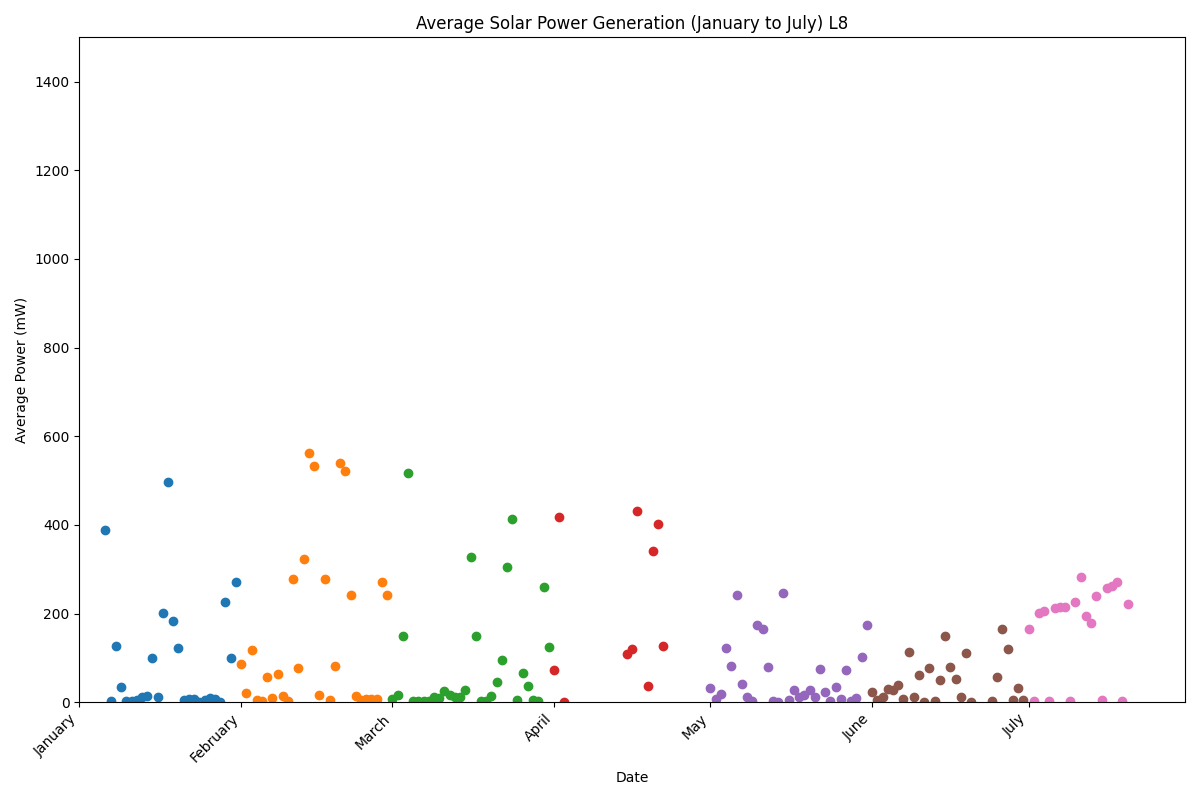 Average Solar Power Generation (January to July) L8
1400
1200
1000
800
600
400
200
0
Average Power (mW)
January
February
March
April
May
June
July
Date